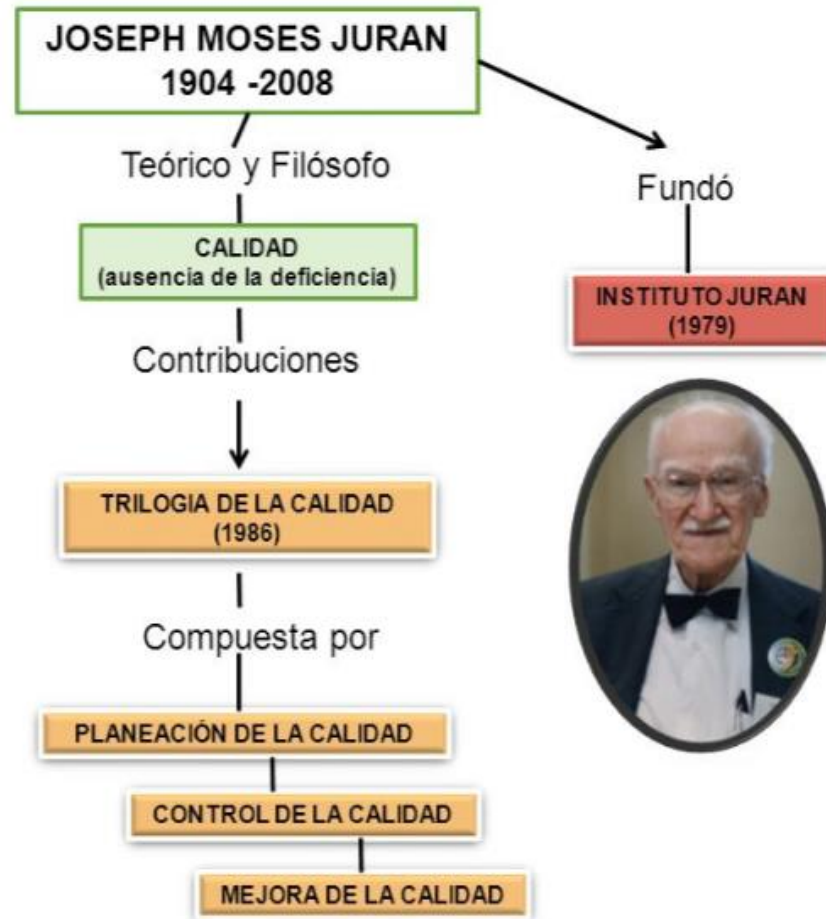 JOSEPH MOSES JURAN
1904 -2008
Teórico y Filósofo
Fundó
CALIDAD
(ausencia de la deficiencia)
INSTITUTO JURAN
(1979)
Contribuciones
TRILOGIA DE LA CALIDAD
(1986)
Compuesta por
PLANEACIÓN DE LA CALIDAD
CONTROL DE LA CALIDAD
MEJORA DE LA CALIDAD